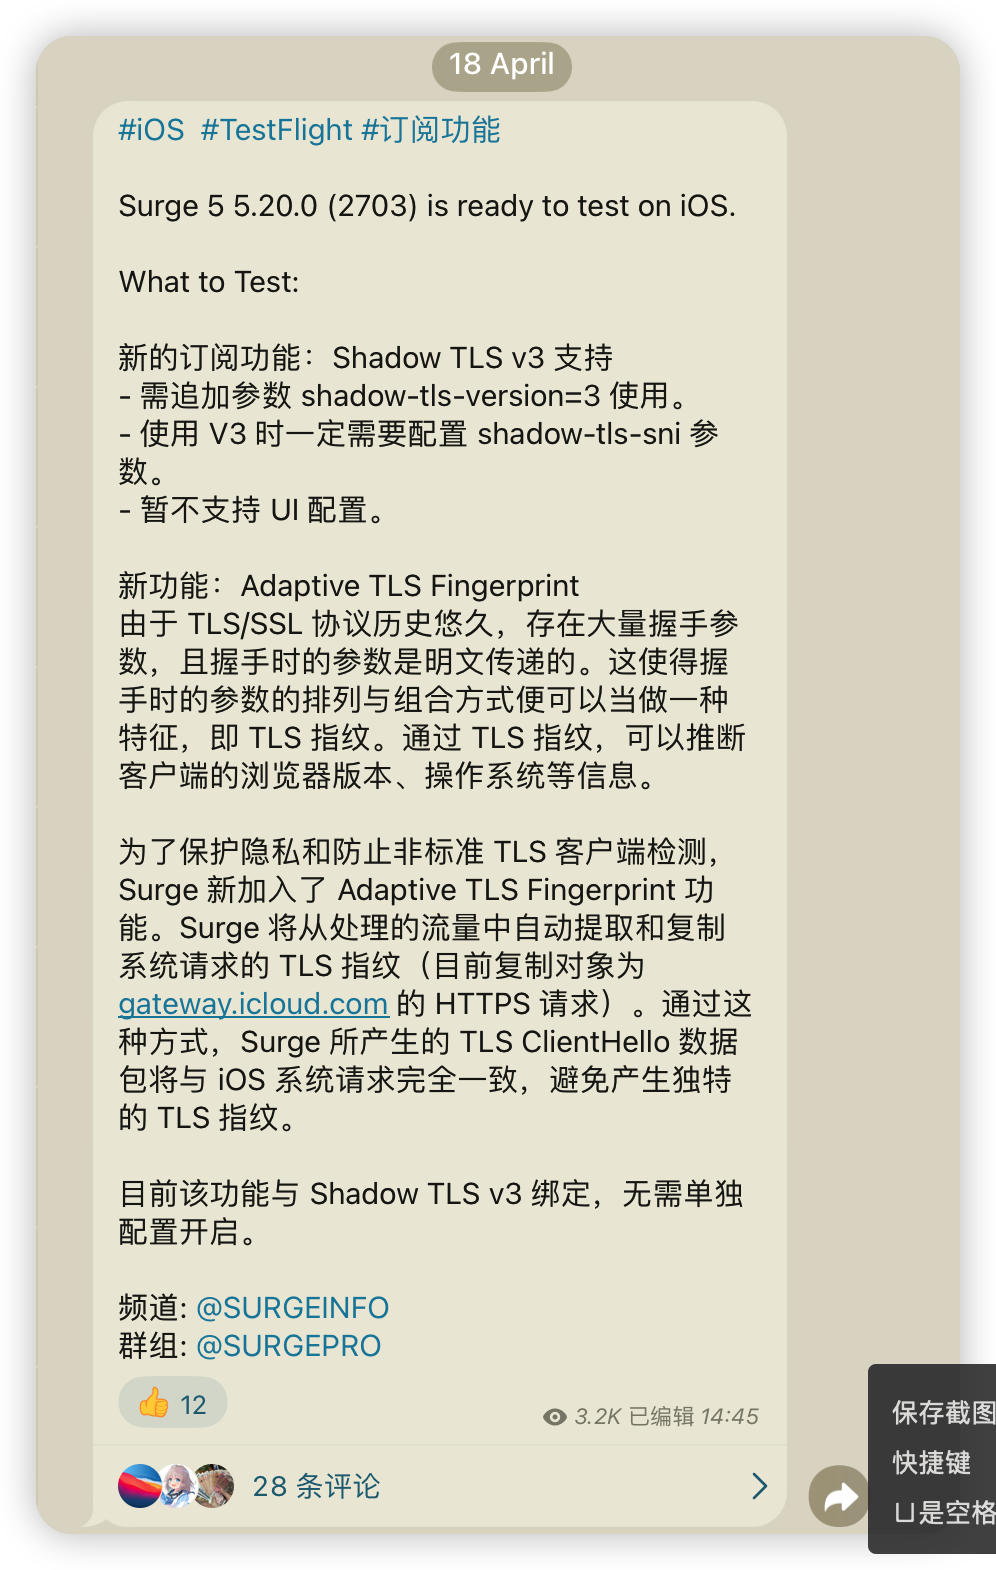 18 April
#iOS #TestFlight #订阅功能
Surge 5 5.20.0 (2703) is ready to test on iOS.
What to Test:
新的订阅功能：Shadow TLS v3 支持
- 需追加参数 shadow-tls-version=3 使用。
- 使用 V3 时一定需要配置 shadow-tls-sni 参
数。
- 暂不支持 UI 配置。
新功能：Adaptive TLS Fingerprint
由于 TLS/SSL 协议历史悠久，存在大量握手参
数，且握手时的参数是明文传递的。这使得握
手时的参数的排列与组合方式便可以当做一种
特征，即 TLS 指纹。通过 TLS 指纹，可以推断
客户端的浏览器版本、操作系统等信息。
为了保护隐私和防止非标准 TLS 客户端检测，
Surge 新加入了 Adaptive TLS Fingerprint 功
能。Surge 将从处理的流量中自动提取和复制
系统请求的 TLS 指纹（目前复制对象为
gateway.icloud.com 的 HTTPS 请求）。通过这
种方式，Surge 所产生的 TLS ClientHello 数据
包将与 iOS 系统请求完全一致，避免产生独特
的 TLS 指纹。
目前该功能与 Shadow TLS v3 绑定，无需单独
配置开启。
频道: @SURGEINFO
群组: @SURGEPRO
👍 12
3.2K 已编辑 14:45
28 条评论
保存截图
快捷键
凵是空格